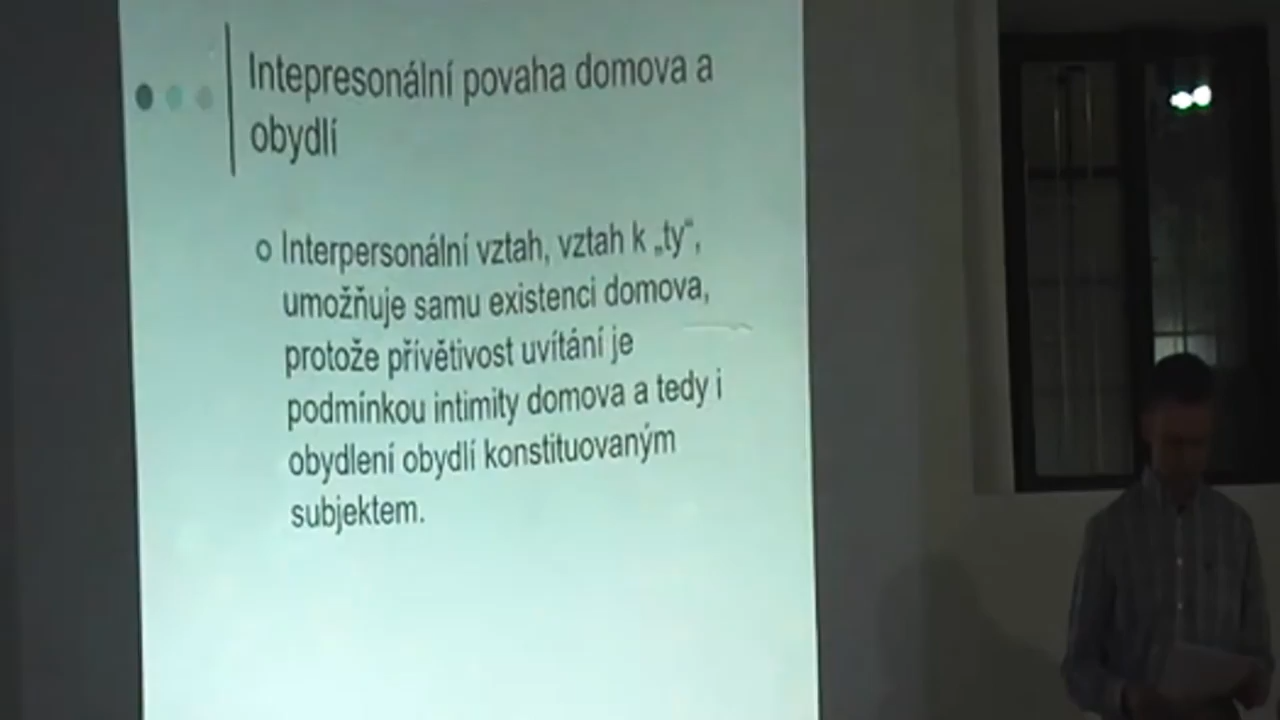 Intepresonální povaha domova a
obydlí
Interpersonální vztah, vztah k „ty“,
umožňuje samu existenci domova,
protože přívětivost uvítání je
podmínkou intimity domova a tedy i
obydlení obydlí konstituovaným
subjektem.